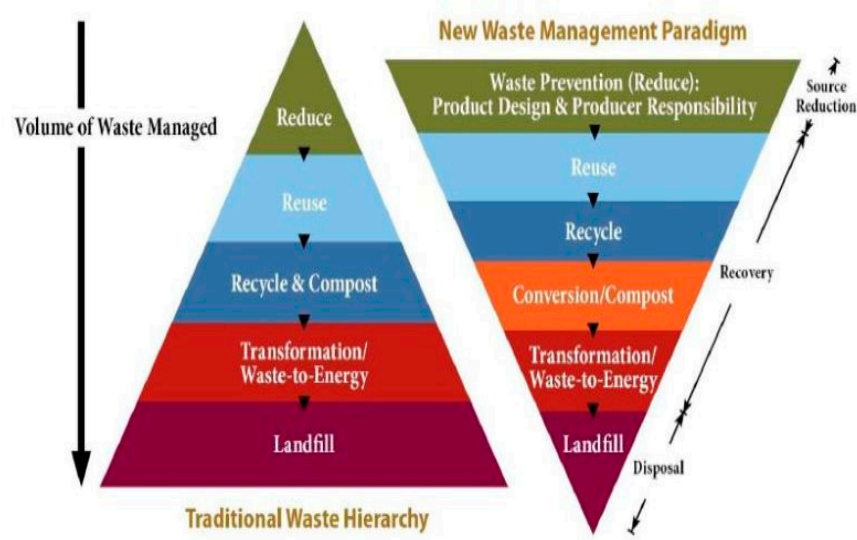 New Waste Management Paradigm
Volume of Waste Managed
Reduce
Reuse
Recycle & Compost
Transformation/
Waste-to-Energy
Landfill
Traditional Waste Hierarchy
Waste Prevention (Reduce):
Product Design & Producer Responsibility
Reuse
Recycle
Conversion/Compost
Transformation/
Waste-to-Energy
Landfill
Source
Reduction
Recovery
Disposal